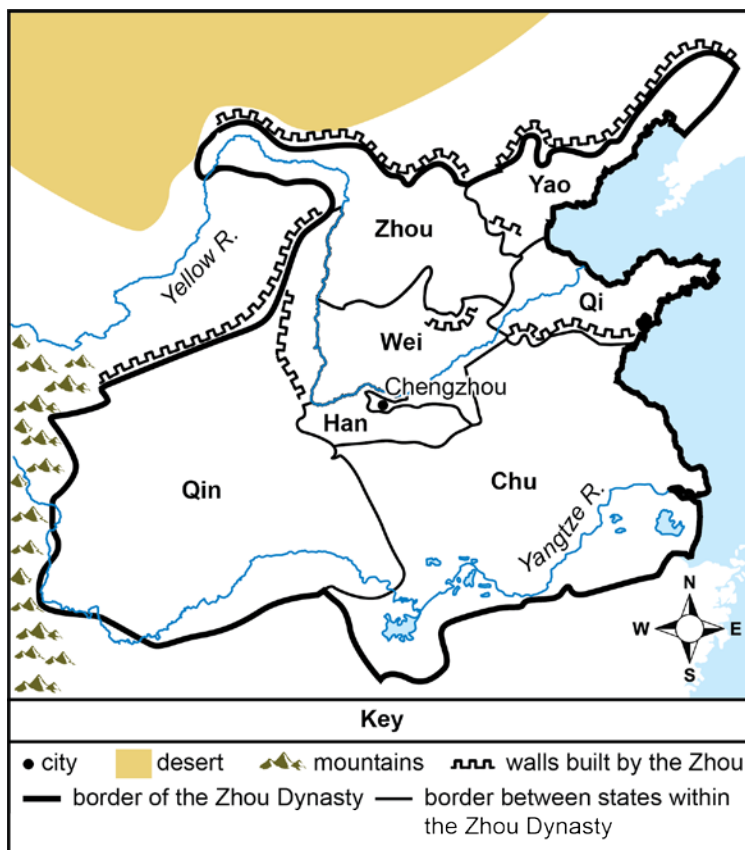 Yao
Zhou
Yellow R.
Qi
Wei
Chengzhou
Han
Qin
Chu
Yangtze R.
N
W E
S
Key
city desert mountains walls built by the Zhou
border of the Zhou Dynasty border between states within
the Zhou Dynasty